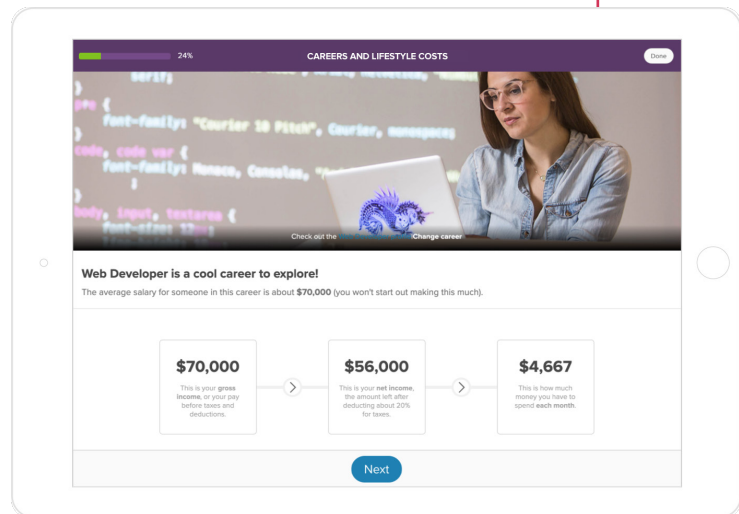 24%
CAREERS AND LIFESTYLE COSTS
Done
serif;
}
pre {
font-family: "Courier 10 Pitch", Courier, monospace;
}
code, code var {
font-family: Monaco, Consolas,
}
body, input, textarea {
font-size: 12px;
Check out the
Change career
Web Developer is a cool career to explore!
The average salary for someone in this career is about $70,000 (you won't start out making this much).
$70,000
This is your gross
income, or your pay
before taxes and
deductions.
$56,000
This is your net income,
the amount left after
deducting about 20%
for taxes.
$4,667
This is how much
money you have to
spend each month.
Next